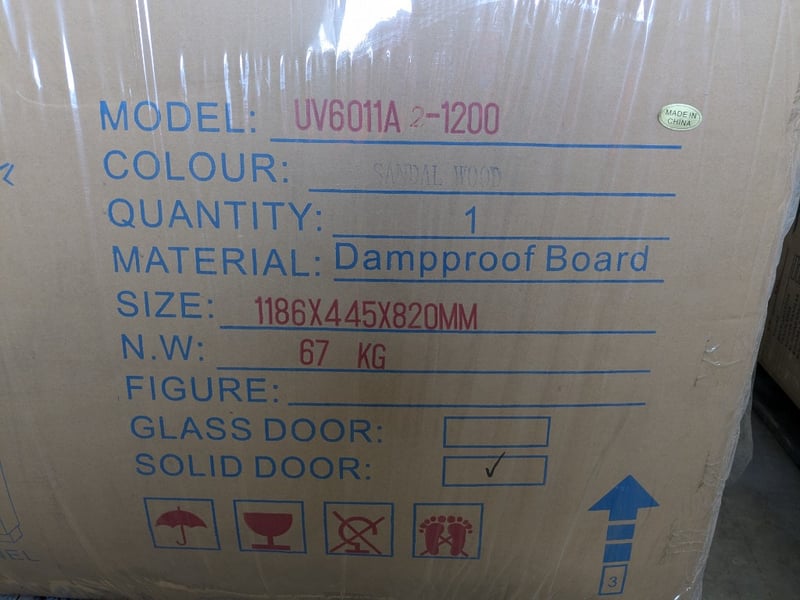 MODEL: UV6011A 2-1200
MADE IN
CHINA
COLOUR: SANDAL WOOD
QUANTITY: 1
MATERIAL: Dampproof Board
SIZE: 1186X445X820MM
N.W: 67 KG
FIGURE:
GLASS DOOR:
SOLID DOOR: ✓
3